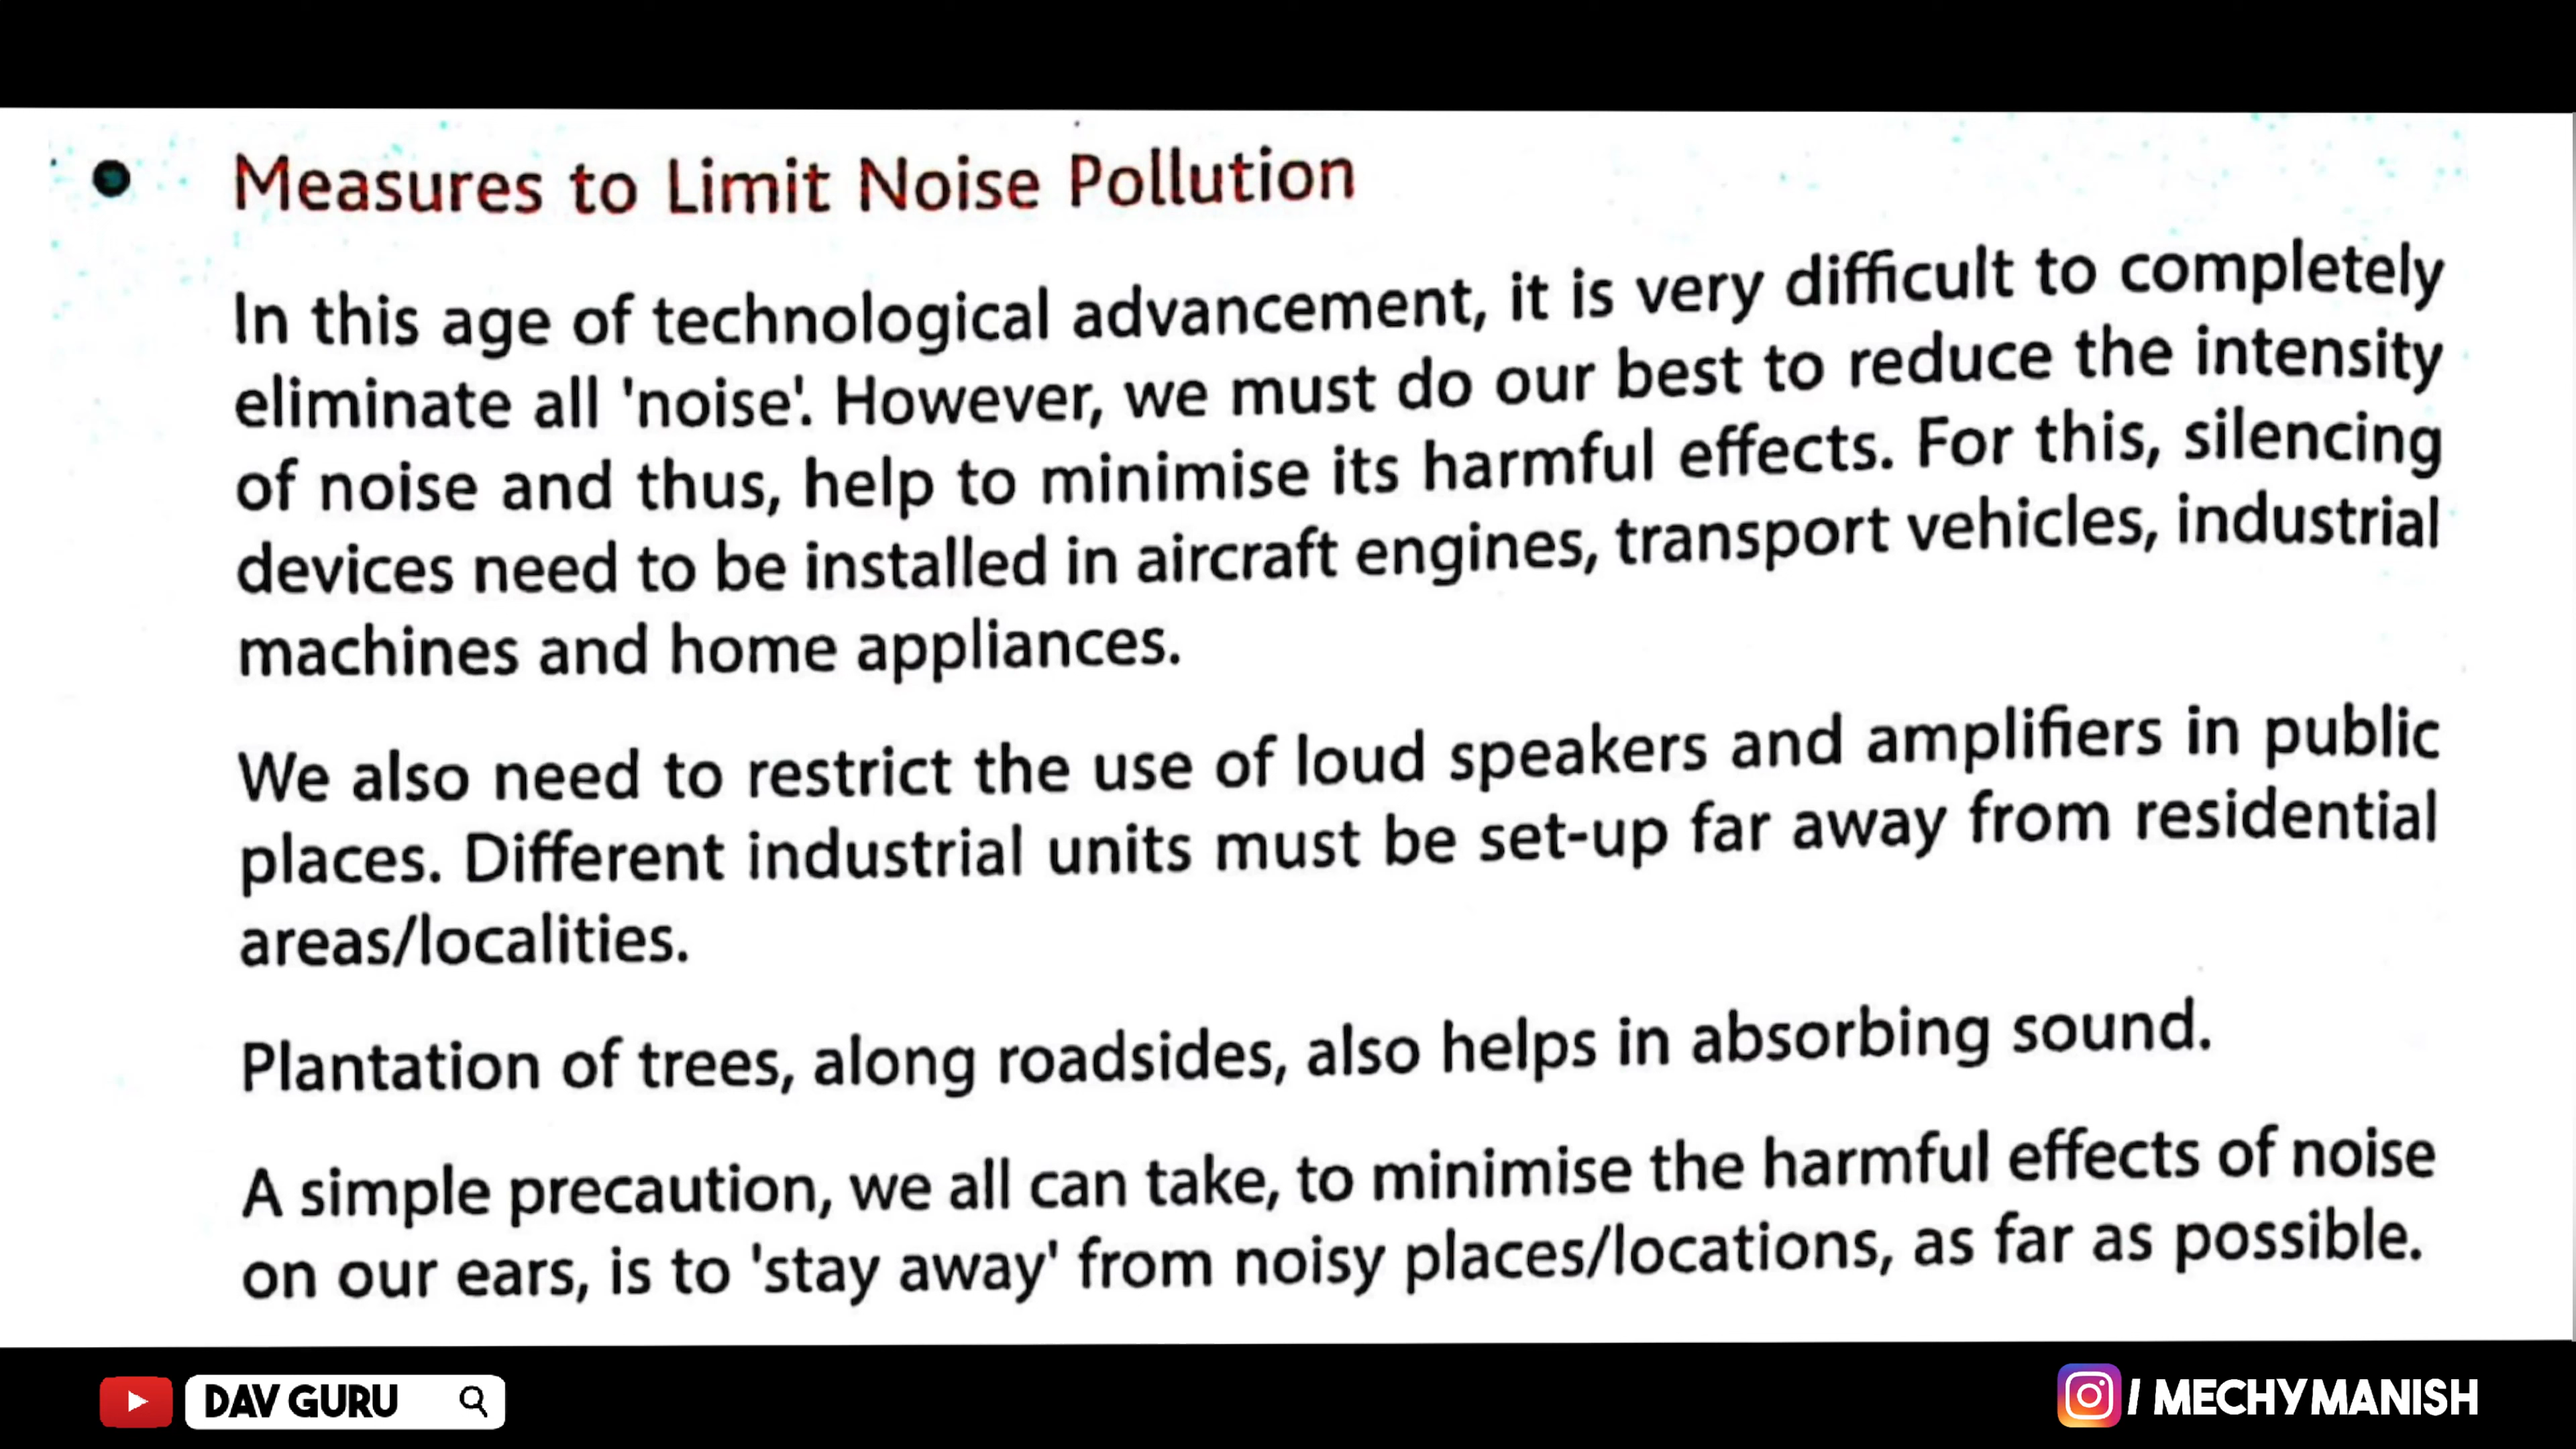 Measures to Limit Noise Pollution
In this age of technological advancement, it is very difficult to completely
eliminate all 'noise'. However, we must do our best to reduce the intensity
of noise and thus, help to minimise its harmful effects. For this, silencing
devices need to be installed in aircraft engines, transport vehicles, industrial
machines and home appliances.
We also need to restrict the use of loud speakers and amplifiers in public
places. Different industrial units must be set-up far away from residential
areas/localities.
Plantation of trees, along roadsides, also helps in absorbing sound.
A simple precaution, we all can take, to minimise the harmful effects of noise
on our ears, is to 'stay away' from noisy places/locations, as far as possible.
DAV GURU
/ MECHYMANISH